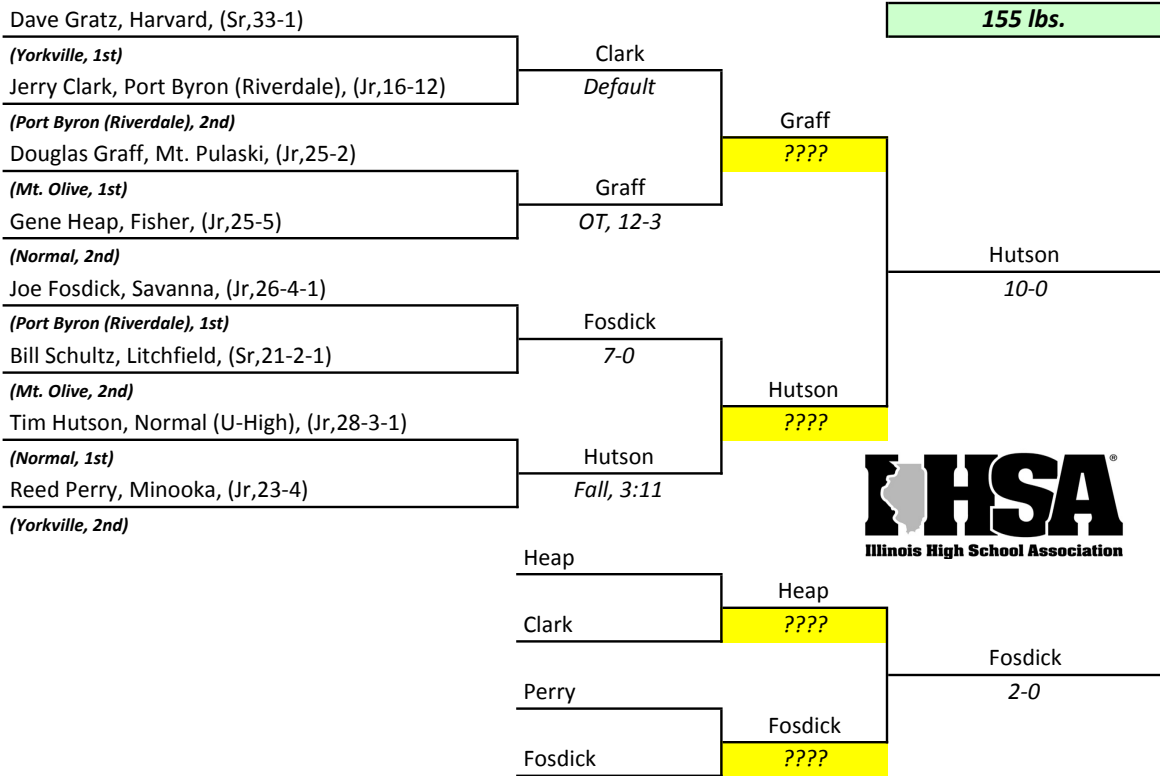 Dave Gratz, Harvard, (Sr,33-1)
155 lbs.
(Yorkville, 1st)
Clark
Jerry Clark, Port Byron (Riverdale), (Jr,16-12)
Default
(Port Byron (Riverdale), 2nd)
Graff
Douglas Graff, Mt. Pulaski, (Jr,25-2)
????
(Mt. Olive, 1st)
Graff
Gene Heap, Fisher, (Jr,25-5)
OT, 12-3
(Normal, 2nd)
Hutson
Joe Fosdick, Savanna, (Jr,26-4-1)
10-0
(Port Byron (Riverdale), 1st)
Fosdick
Bill Schultz, Litchfield, (Sr,21-2-1)
7-0
(Mt. Olive, 2nd)
Hutson
Tim Hutson, Normal (U-High), (Jr,28-3-1)
????
(Normal, 1st)
Hutson
Reed Perry, Minooka, (Jr,23-4)
Fall, 3:11
(Yorkville, 2nd)
IHSA®
Illinois High School Association
Heap
Heap
Clark
????
Fosdick
Perry
2-0
Fosdick
Fosdick
????